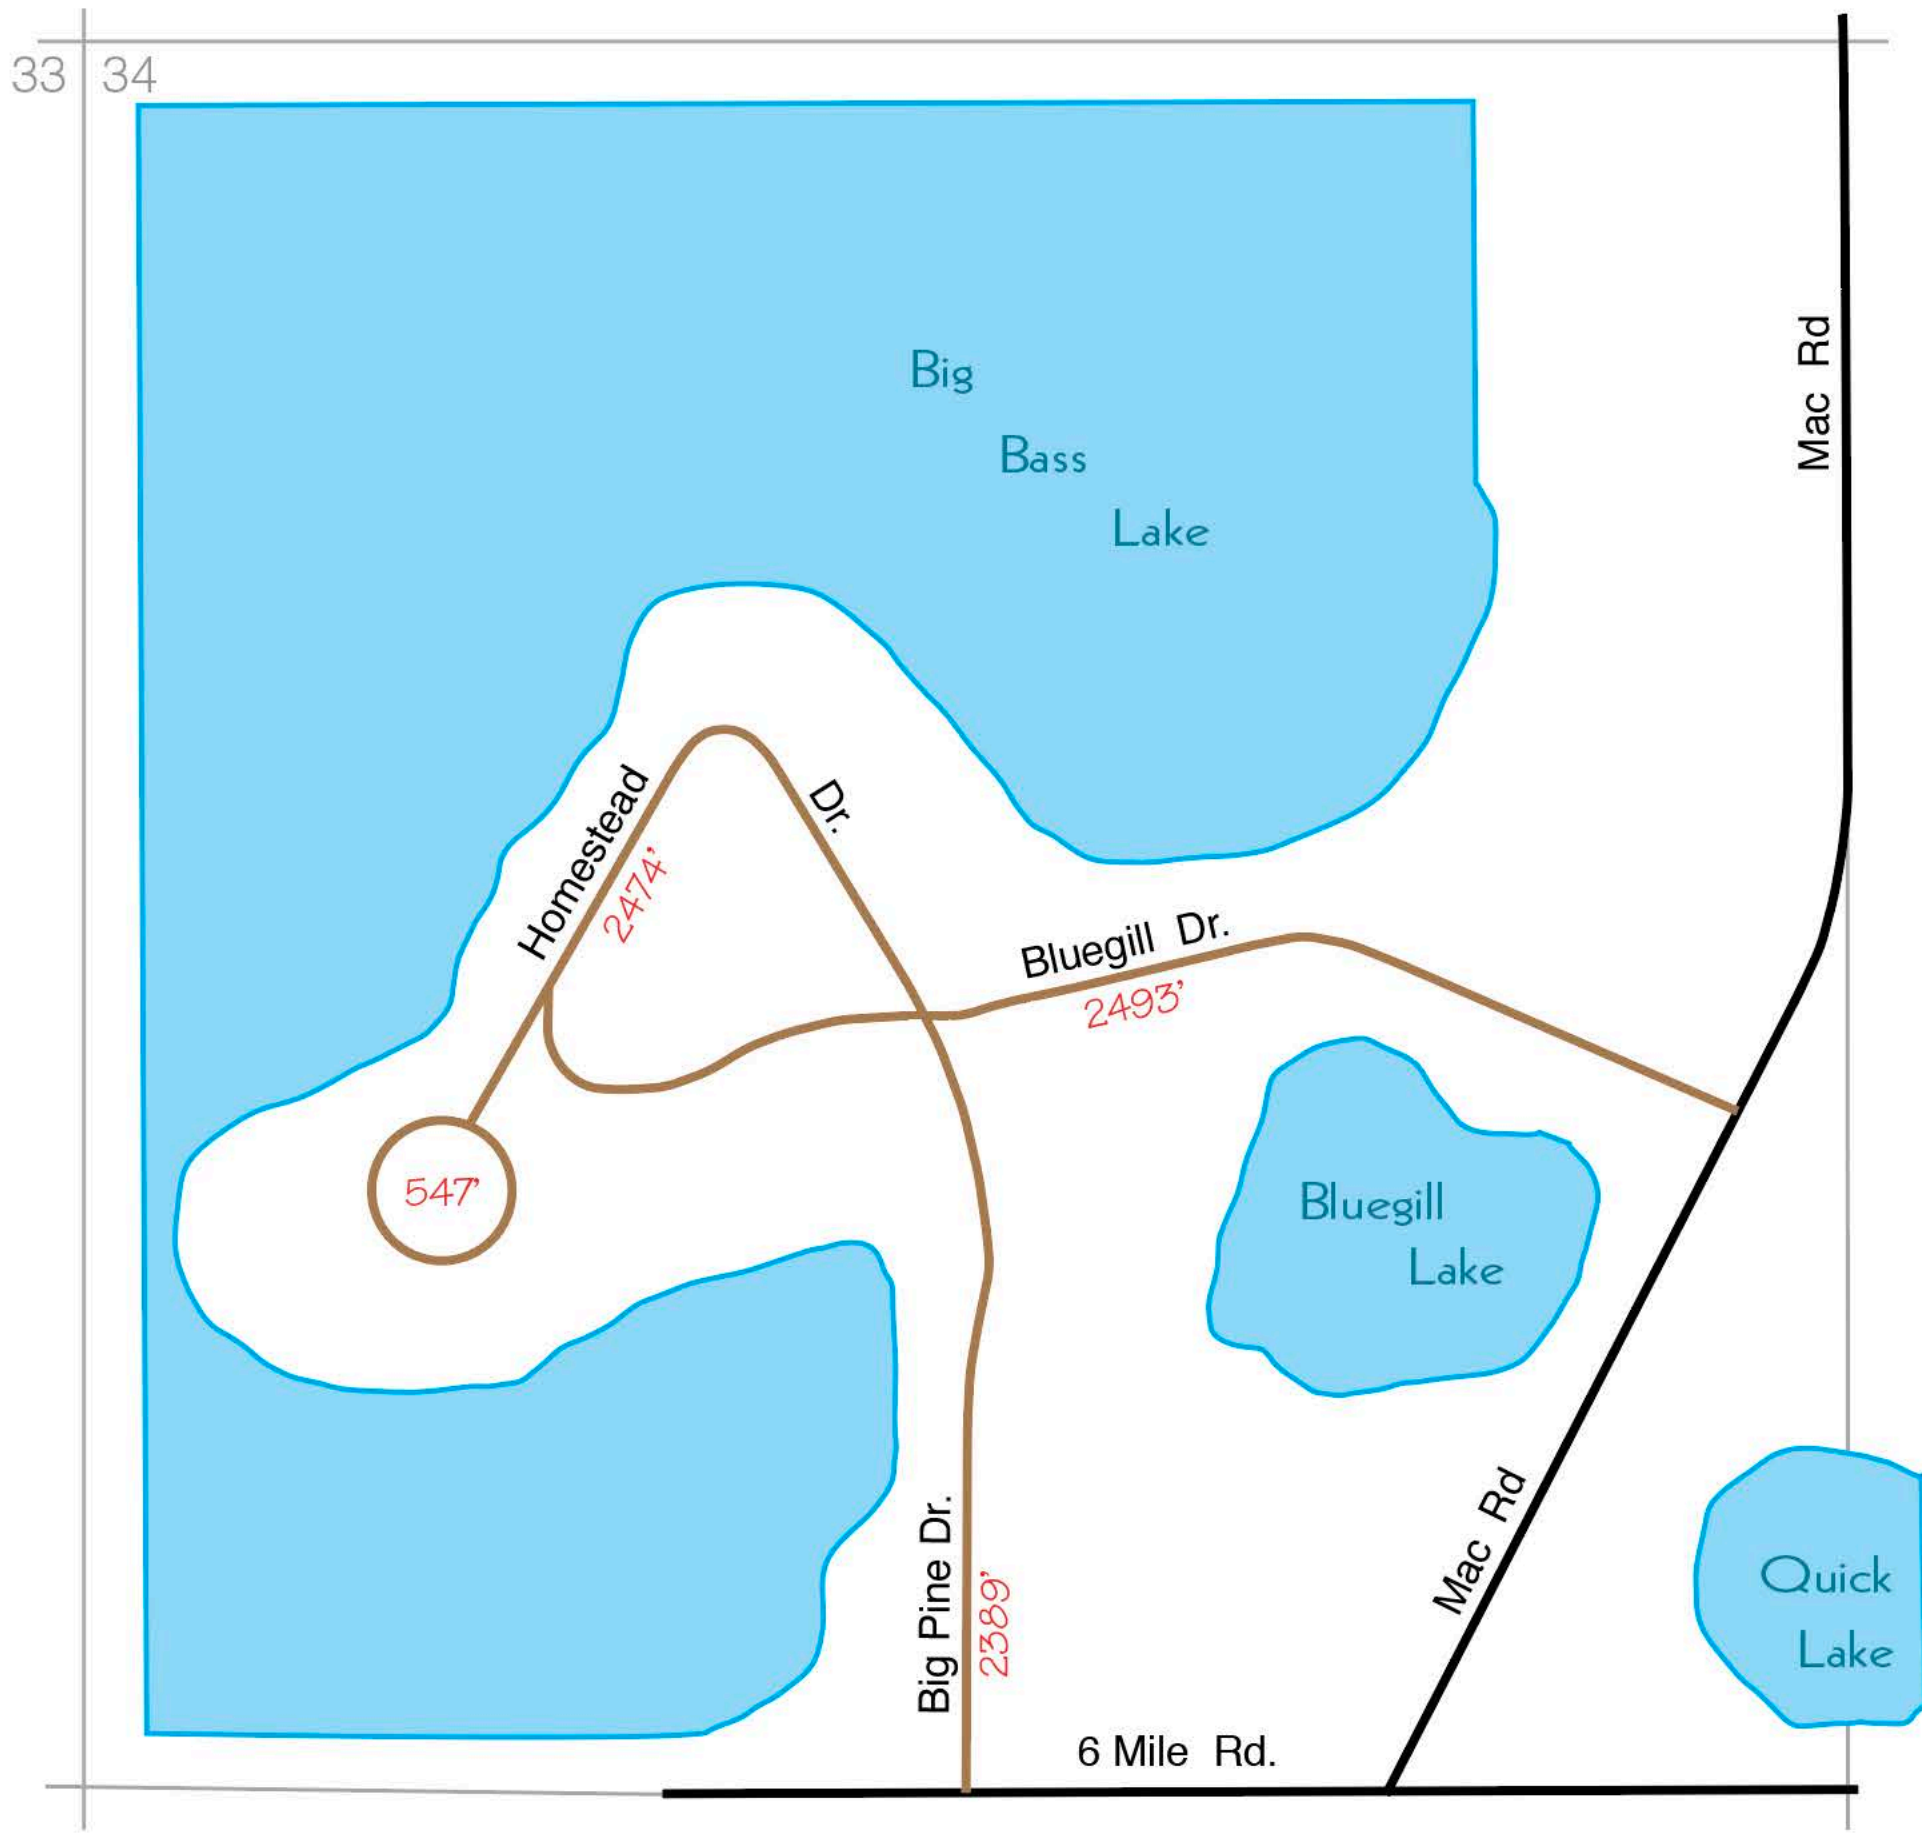 33 34
Big
Bass
Lake
Mac Rd
Homestead Dr.
2474’
Bluegill Dr.
2493’
547’
Bluegill
Lake
Big Pine Dr.
2389’
Mac Rd
Quick
Lake
6 Mile Rd.